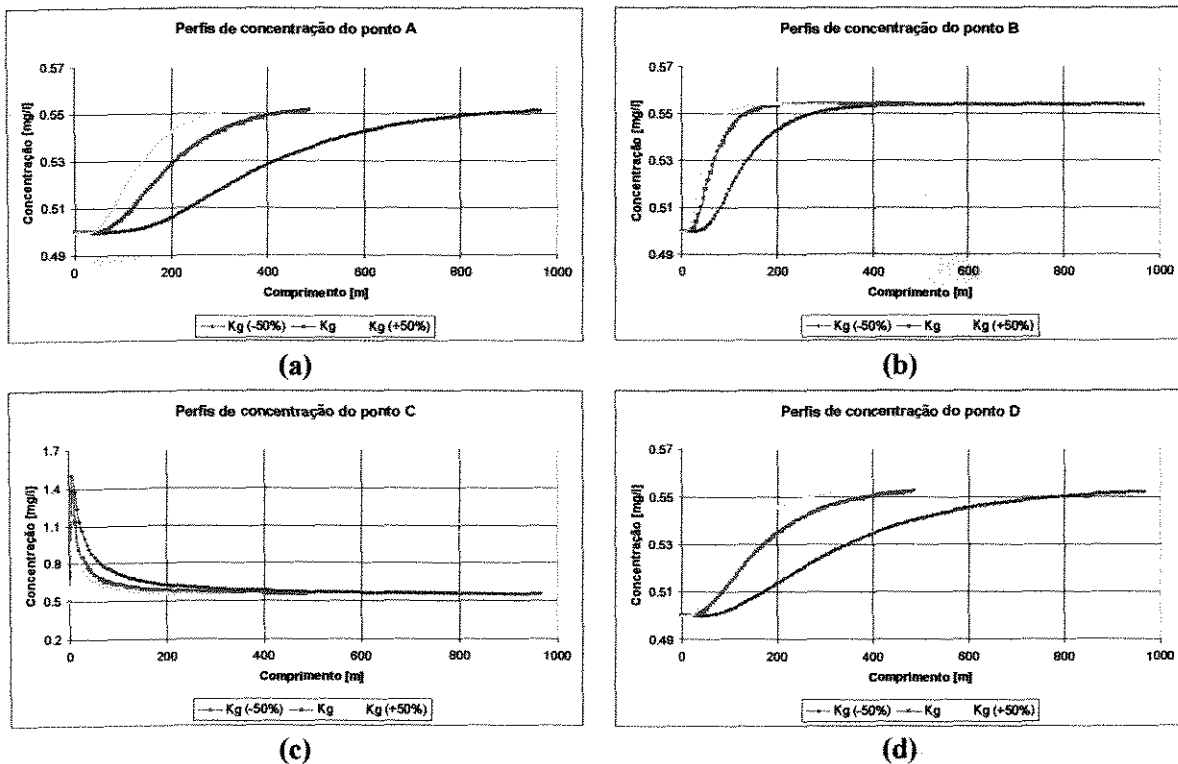 Perfis de concentração do ponto A
Concentração [mg/l]
0.57
0.55
0.53
0.51
0.49
0 200 400 600 800 1000
Comprimento [m]
Kg (-50%) Kg Kg (+50%)
(a)
Perfis de concentração do ponto B
Concentração [mg/l]
0.57
0.55
0.53
0.51
0.49
0 200 400 600 800 1000
Comprimento [m]
Kg (-50%) Kg Kg (+50%)
(b)
Perfis de concentração do ponto C
Concentração [mg/l]
1.7
1.4
1.1
0.8
0.5
0.2
0 200 400 600 800 1000
Comprimento [m]
Kg (-50%) Kg Kg (+50%)
(c)
Perfis de concentração do ponto D
Concentração [mg/l]
0.57
0.55
0.53
0.51
0.49
0 200 400 600 800 1000
Comprimento [m]
Kg (-50%) Kg Kg (+50%)
(d)